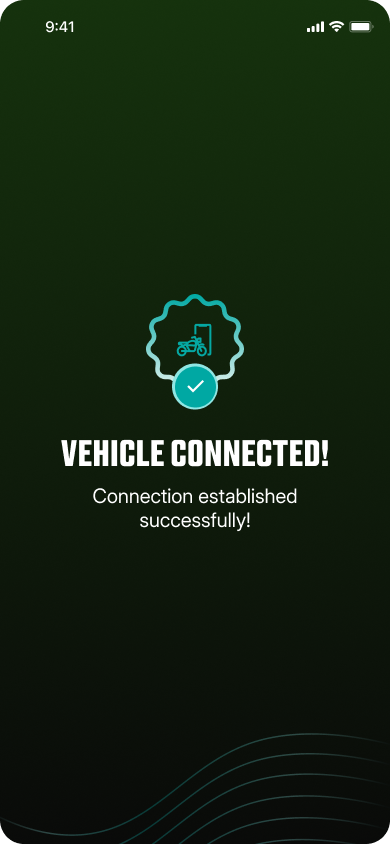 9:41
VEHICLE CONNECTED!
Connection established
successfully!